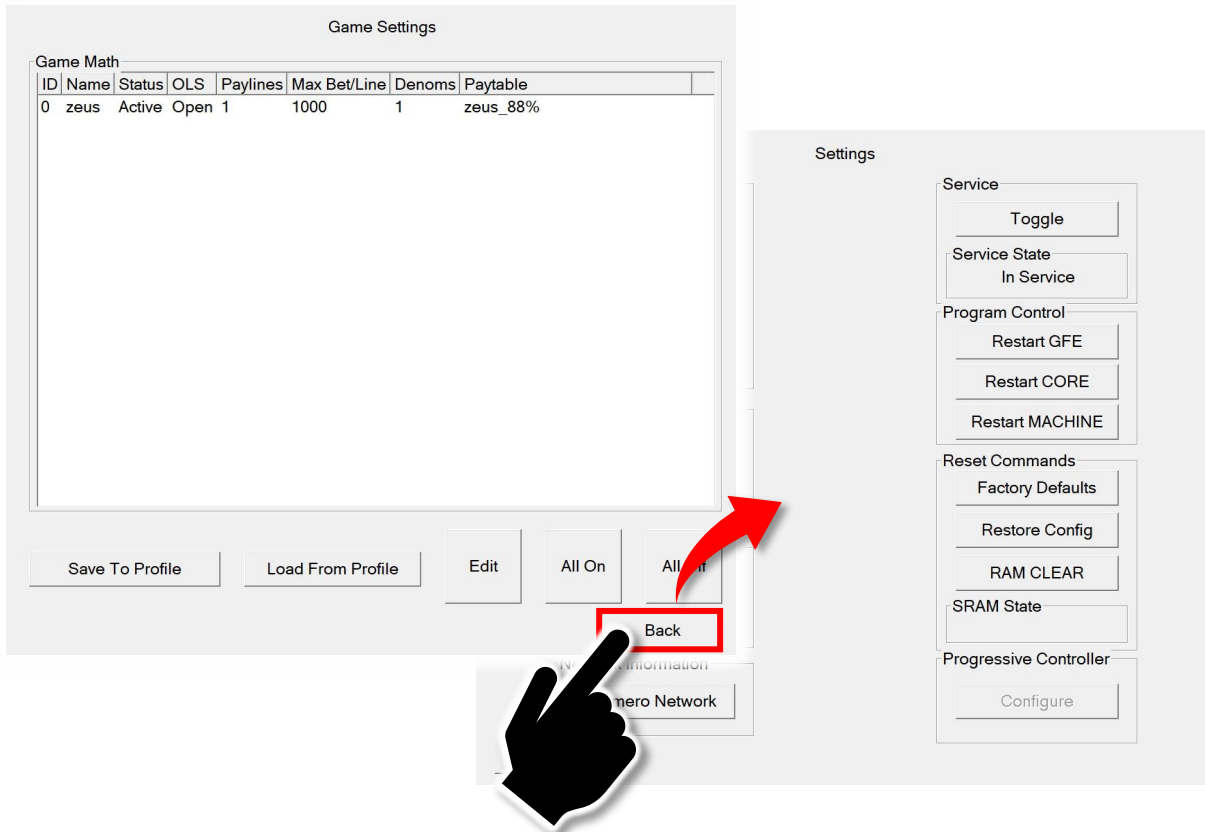 Game Settings
Game Math
ID Name Status OLS Paylines Max Bet/Line Denoms Paytable
0 zeus Active Open 1 1000 1 zeus_88%
Save To Profile
Load From Profile
Edit
All On
All
Back
Settings
Service
Toggle
Service State
In Service
Program Control
Restart GFE
Restart CORE
Restart MACHINE
Reset Commands
Factory Defaults
Restore Config
RAM CLEAR
SRAM State
Progressive Controller
Configure
Information
Network